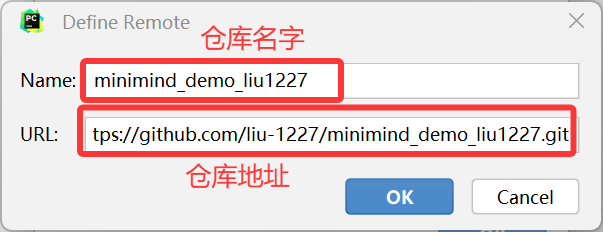 PC
Define Remote
仓库名字
Name: minimind_demo_liu1227
URL: tps://github.com/liu-1227/minimind_demo_liu1227.git
仓库地址
OK
Cancel